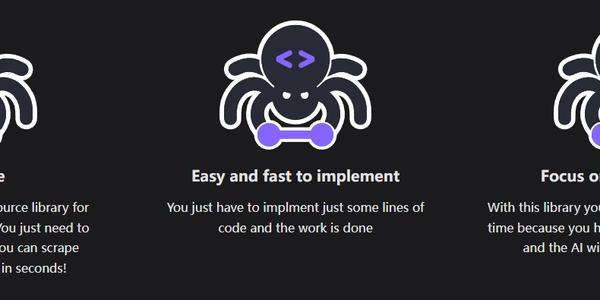 < >
e
Easy and fast to implement
Focus o
ource library for
You just need to
ou can scrape
in seconds!
You just have to implment just some lines of
code and the work is done
With this library you
time because you h
and the AI wi